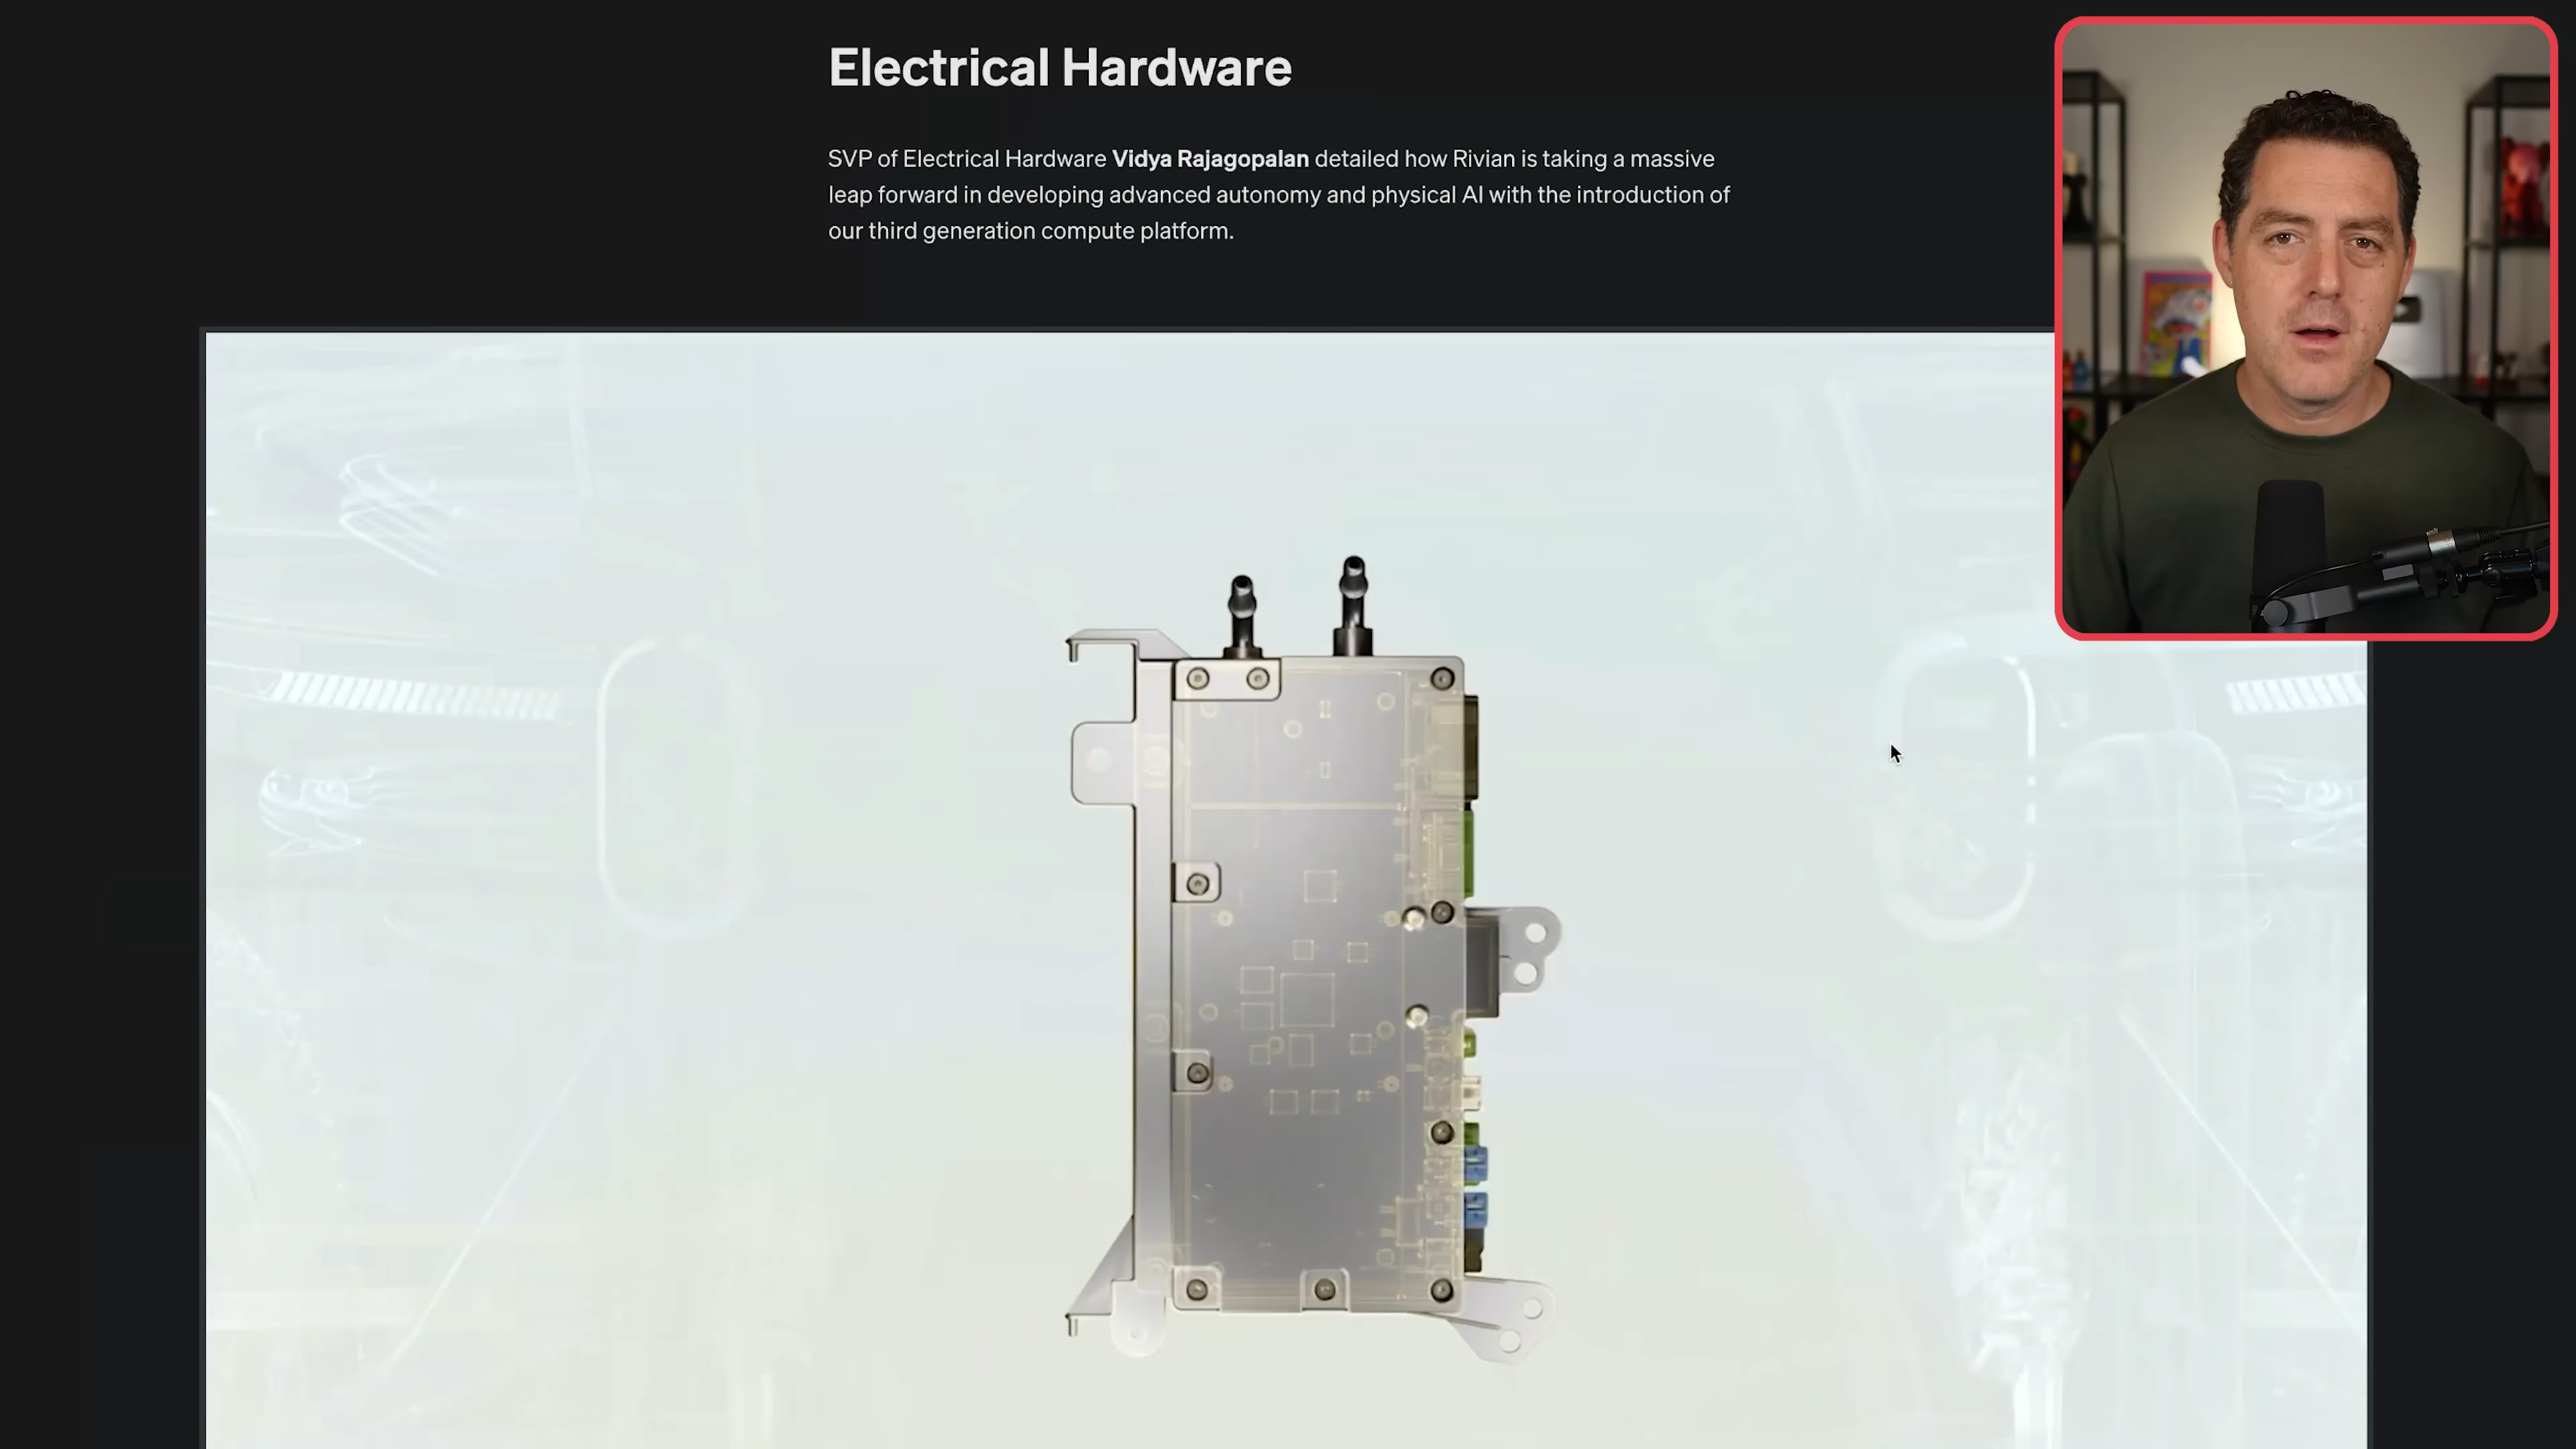 Electrical Hardware
SVP of Electrical Hardware Vidya Rajagopalan detailed how Rivian is taking a massive
leap forward in developing advanced autonomy and physical AI with the introduction of
our third generation compute platform.